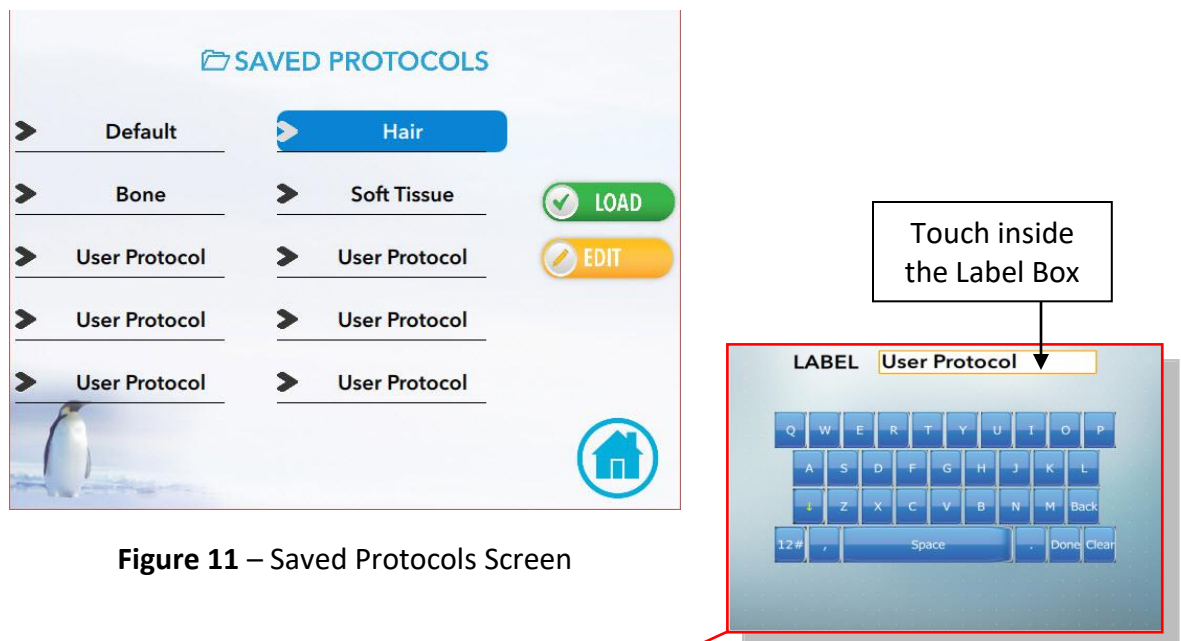 SAVED PROTOCOLS
Default Hair
Bone Soft Tissue
LOAD
User Protocol User Protocol
EDIT
User Protocol User Protocol
User Protocol User Protocol
Figure 11 – Saved Protocols Screen
Touch inside
the Label Box
LABEL User Protocol
Q W E R T Y U I O P
A S D F G H J K L
↓ Z X C V B N M Back
12# , Space . Done Clear